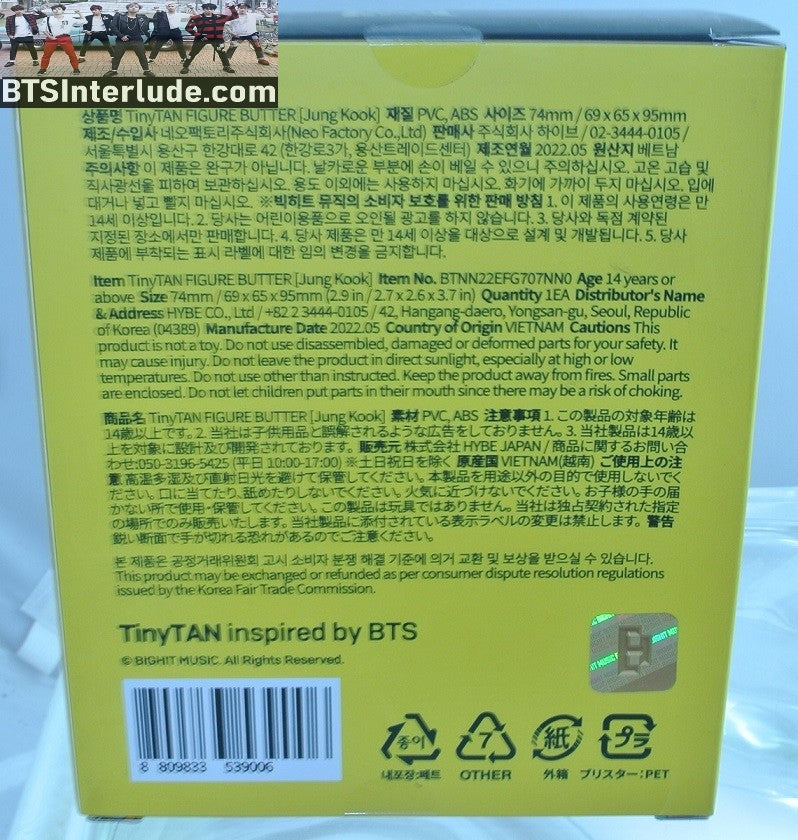 BTSInterlude.com
상품명 TinyTAN FIGURE BUTTER [Jung Kook] 재질 PVC, ABS 사이즈 74mm / 69 x 65 x 95mm
제조/수입사 네오팩토리주식회사(Neo Factory Co.,Ltd) 판매사 주식회사 하이브 / 02-3444-0105 /
서울특별시 용산구 한강대로 42 (한강로3가, 용산트레이드센터) 제조연월 2022.05 원산지 베트남
주의사항 이 제품은 완구가 아닙니다. 날카로운 부분에 손이 베일 수 있으니 주의하십시오. 고온 고습 및
직사광선을 피하여 보관하십시오. 용도 이외에는 사용하지 마십시오. 화기에 가까이 두지 마십시오. 입에
대거나 넣고 빨지 마십시오. ※빅히트 뮤직의 소비자 보호를 위한 판매 방침 1. 이 제품의 사용연령은 만
14세 이상입니다. 2. 당사는 어린이용품으로 오인될 광고를 하지 않습니다. 3. 당사와 독점 계약된
지정된 장소에서만 판매합니다. 4. 당사 제품은 만 14세 이상을 대상으로 설계 및 개발됩니다. 5. 당사
제품에 부착되는 표시 라벨에 대한 임의 변경을 금지합니다.
Item TinyTAN FIGURE BUTTER [Jung Kook] Item No. BTNN22EFG707NN0 Age 14 years or
above Size 74mm / 69 x 65 x 95mm (2.9 in / 2.7 x 2.6 x 3.7 in) Quantity 1EA Distributor's Name
& Address HYBE CO., Ltd / +82 2 3444-0105 / 42, Hangang-daero, Yongsan-gu, Seoul, Republic
of Korea (04389) Manufacture Date 2022.05 Country of Origin VIETNAM Cautions This
product is not a toy. Do not use disassembled, damaged or deformed parts for your safety. It
may cause injury. Do not leave the product in direct sunlight, especially at high or low
temperatures. Do not use other than instructed. Keep the product away from fires. Small parts
are enclosed. Do not let children put parts in their mouth since there may be a risk of choking.
商品名 TinyTAN FIGURE BUTTER [Jung Kook] 素材 PVC, ABS 注意事項 1. この製品の対象年齢は
14歳以上です。2. 当社は子供用品と誤解されるような広告をしておりません。3. 当社製品は14歳以
上を対象に設計及び開発されております。販売元 株式会社 HYBE JAPAN / 商品に関するお問い合
わせ:050-3196-5425 (平日 10:00-17:00) ※土日祝日を除く 原産国 VIETNAM(越南) ご使用上の注
意 高温多湿及び直射日光を避けて保管してください。本製品を用途以外の目的で使用しないでく
ださい。口に当てたり、舐めたりしないでください。火気に近づけないでください。お子様の手の届
かない所で使用・保管してください。この製品は玩具ではありません。当社は独占契約された指定
の場所でのみ販売いたします。当社製品に添付されている表示ラベルの変更は禁止します。警告
鋭い断面で手が切れる恐れがあるのでご注意ください。
본 제품은 공정거래위원회 고시 소비자 분쟁 해결 기준에 의거 교환 및 보상을 받으실 수 있습니다.
This product may be exchanged or refunded as per consumer dispute resolution regulations
issued by the Korea Fair Trade Commission.
TinyTAN inspired by BTS
© BIGHIT MUSIC. All Rights Reserved.
8 809833 539006
종이
내포장:페트
7
OTHER
紙
外箱
プラ
ブリスター:PET